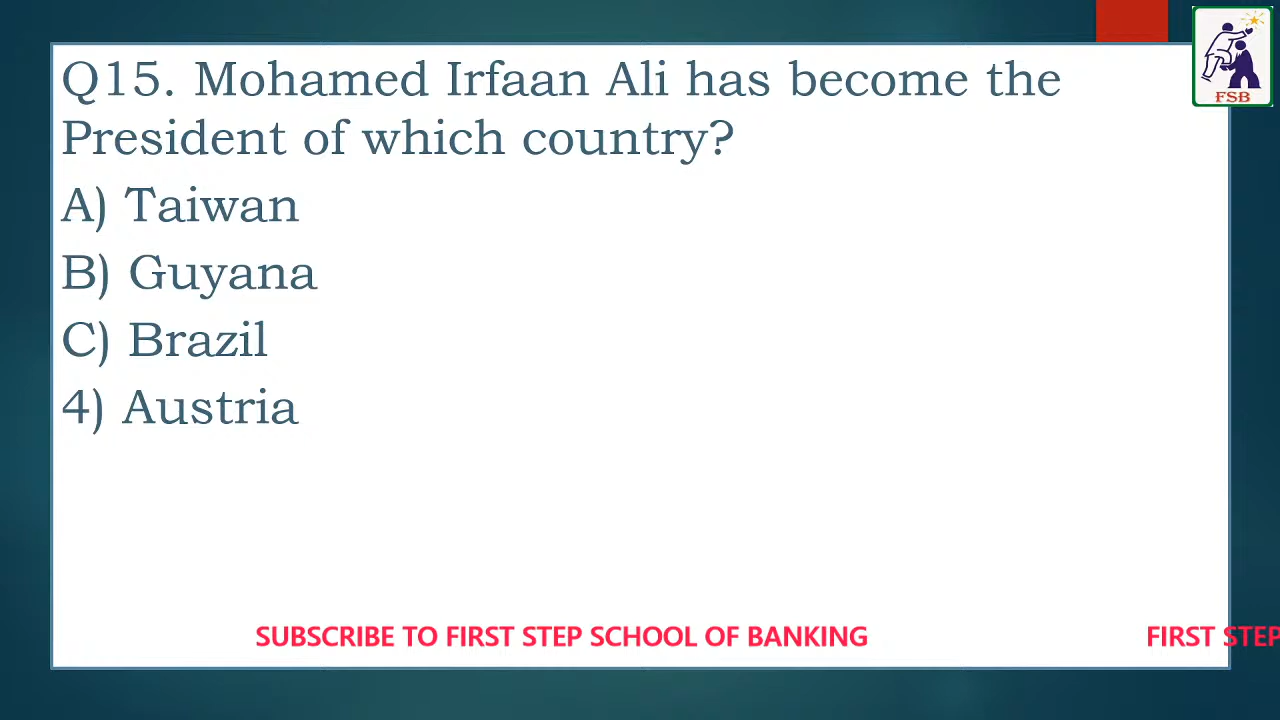 FSB
Q15. Mohamed Irfaan Ali has become the
President of which country?
A) Taiwan
B) Guyana
C) Brazil
4) Austria
SUBSCRIBE TO FIRST STEP SCHOOL OF BANKING FIRST STEP